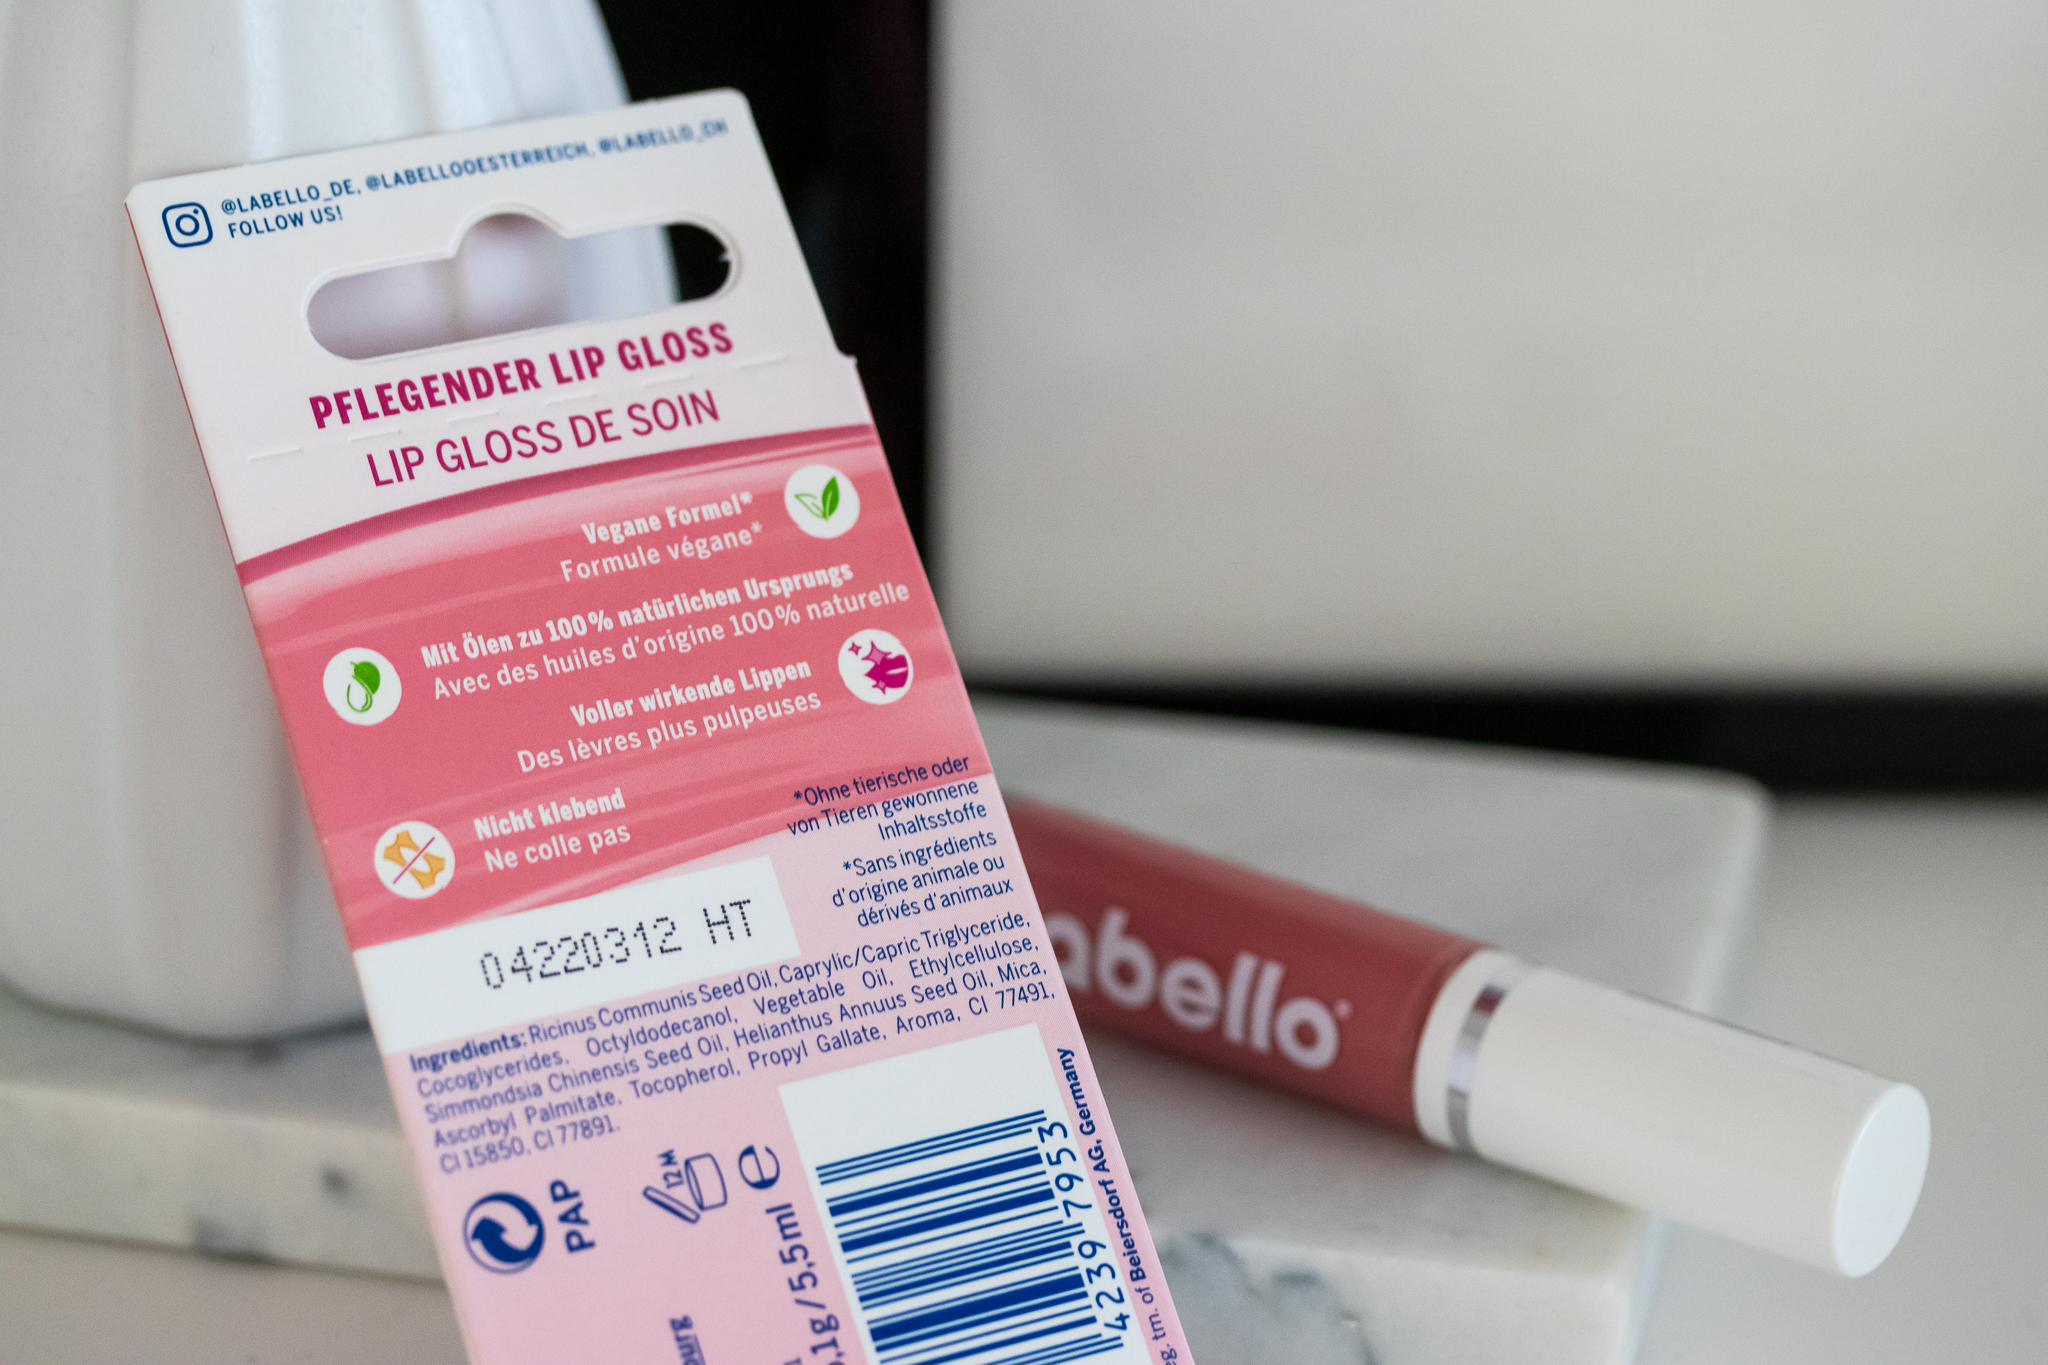 @LABELLO_DE, @LABELLOOESTERREICH, @LABELLO_CH
FOLLOW US!
PFLEGENDER LIP GLOSS
LIP GLOSS DE SOIN
Vegane Formel*
Formule végane*
Mit Ölen zu 100% natürlichen Ursprungs
Avec des huiles d'origine 100% naturelle
Voller wirkende Lippen
Des lèvres plus pulpeuses
Nicht klebend
Ne colle pas
*Ohne tierische oder
von Tieren gewonnene
Inhaltsstoffe
*Sans ingrédients
d'origine animale ou
dérivés d'animaux
04220312 HT
Ingredients: Ricinus Communis Seed Oil, Caprylic/Capric Triglyceride,
Cocoglycerides, Octyldodecanol, Vegetable Oil, Ethylcellulose,
Simmondsia Chinensis Seed Oil, Helianthus Annuus Seed Oil, Mica,
Ascorbyl Palmitate, Tocopherol, Propyl Gallate, Aroma, CI 77491,
CI 15850, CI 77891.
PAP
12M
,1g / 5,5ml e
4239 7953
tm. of Beiersdorf AG, Germany
abello